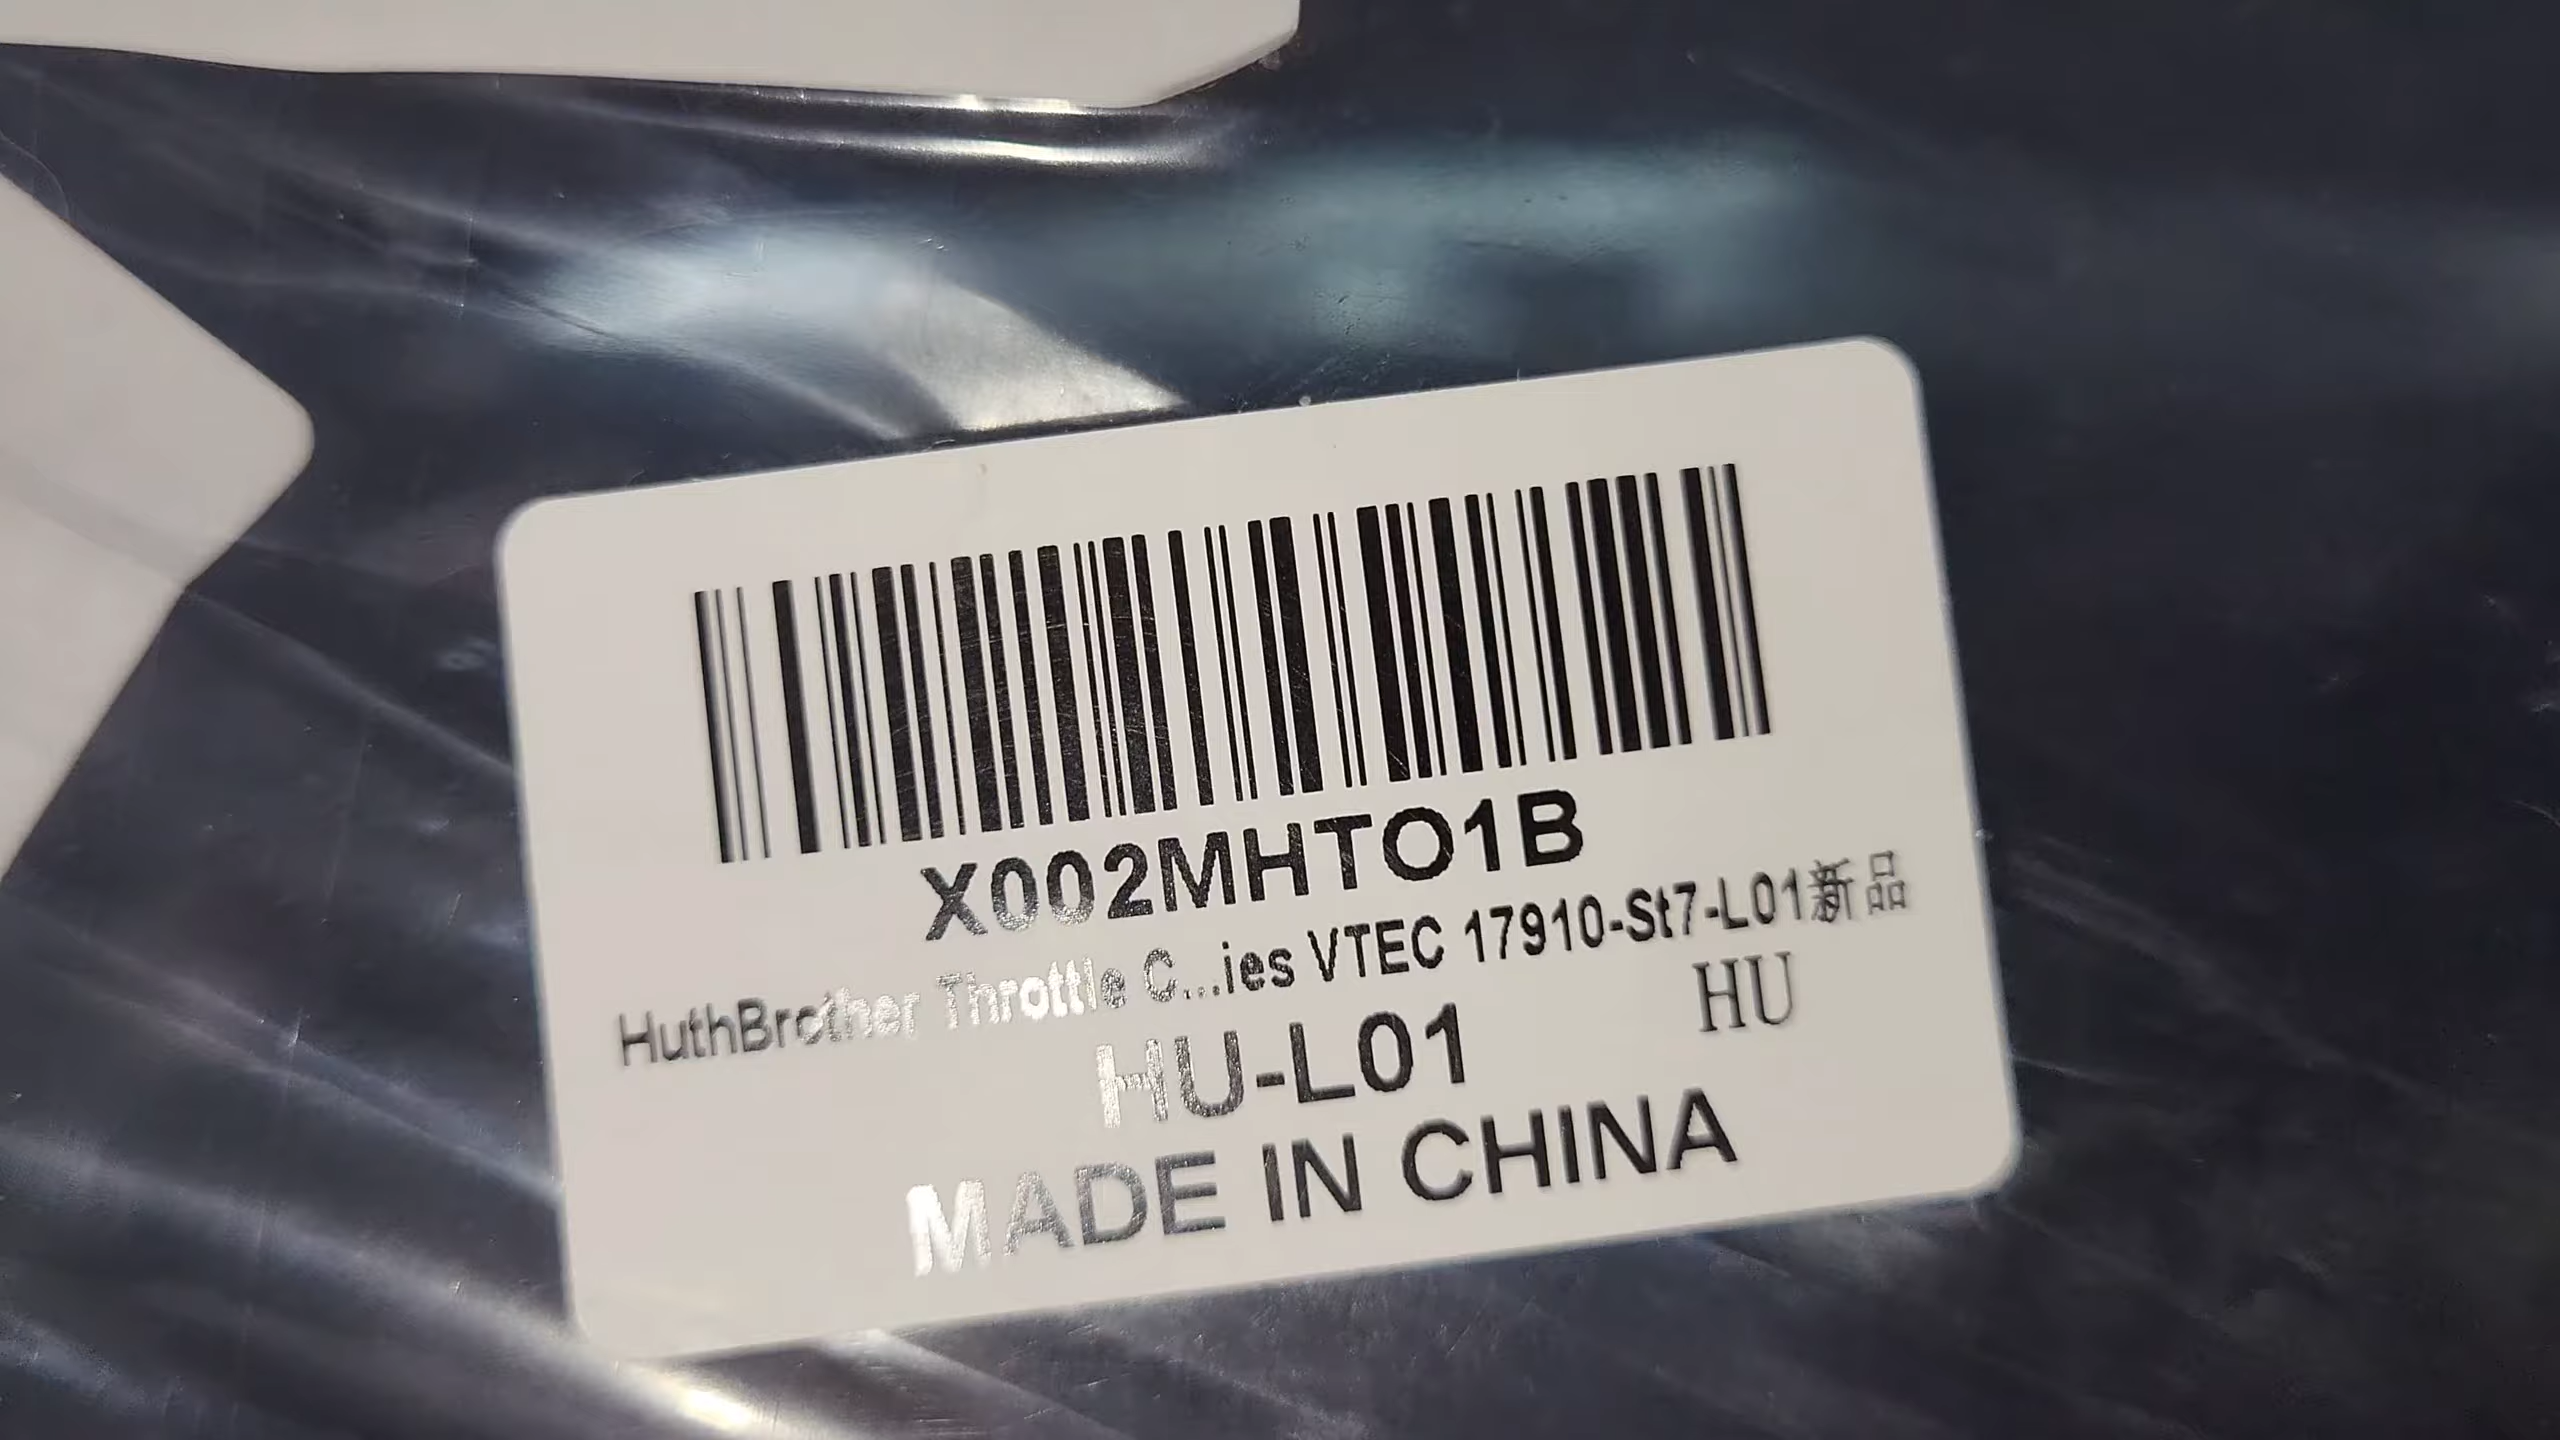 X002MHTO1B
HuthBrother Throttle C...ies VTEC 17910-St7-L01新品
HU
HU-L01
MADE IN CHINA